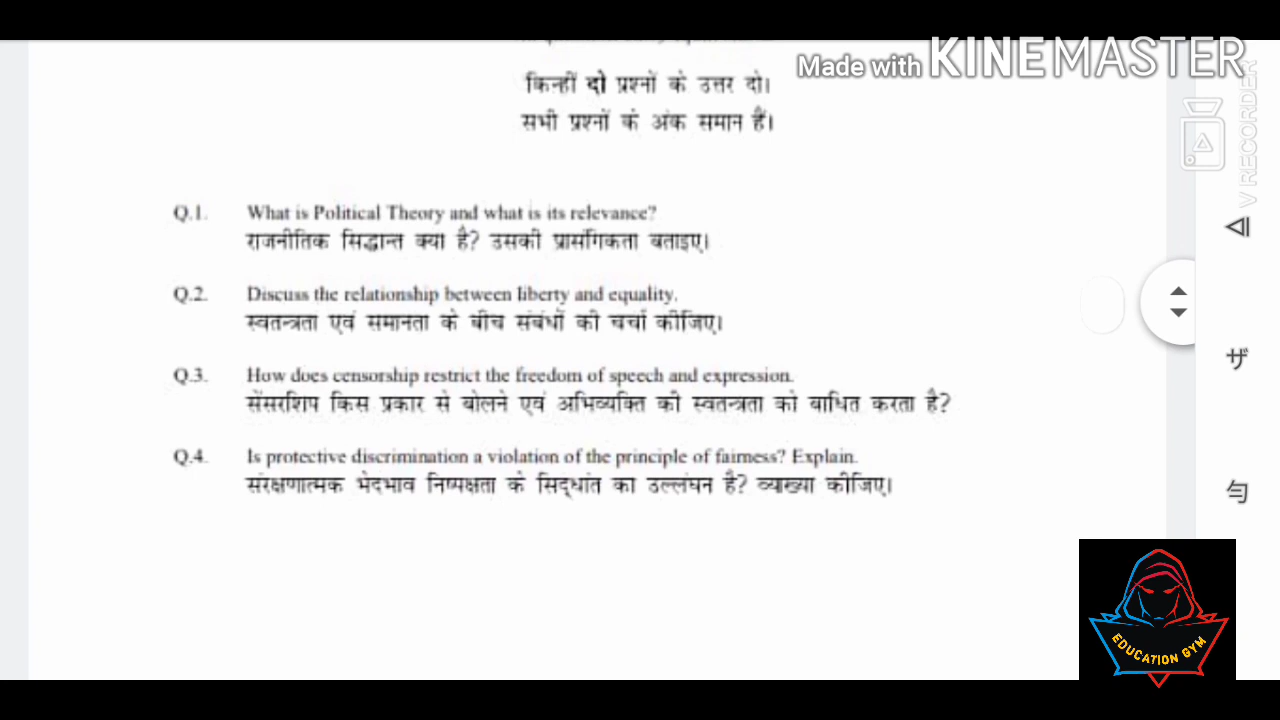 Made with KINEMASTER
किन्हीं दो प्रश्नों के उत्तर दो।
सभी प्रश्नों के अंक समान हैं।
V RECORDER
Q.1. What is Political Theory and what is its relevance?
राजनीतिक सिद्धान्त क्या है? उसकी प्रासंगिकता बताइए।
Q.2. Discuss the relationship between liberty and equality.
स्वतन्त्रता एवं समानता के बीच संबंधों की चर्चा कीजिए।
Q.3. How does censorship restrict the freedom of speech and expression.
सेंसरशिप किस प्रकार से बोलने एवं अभिव्यक्ति की स्वतन्त्रता को बाधित करता है?
Q.4. Is protective discrimination a violation of the principle of fairness? Explain.
संरक्षणात्मक भेदभाव निष्पक्षता के सिद्धांत का उल्लंघन है? व्याख्या कीजिए।
EDUCATION GYM